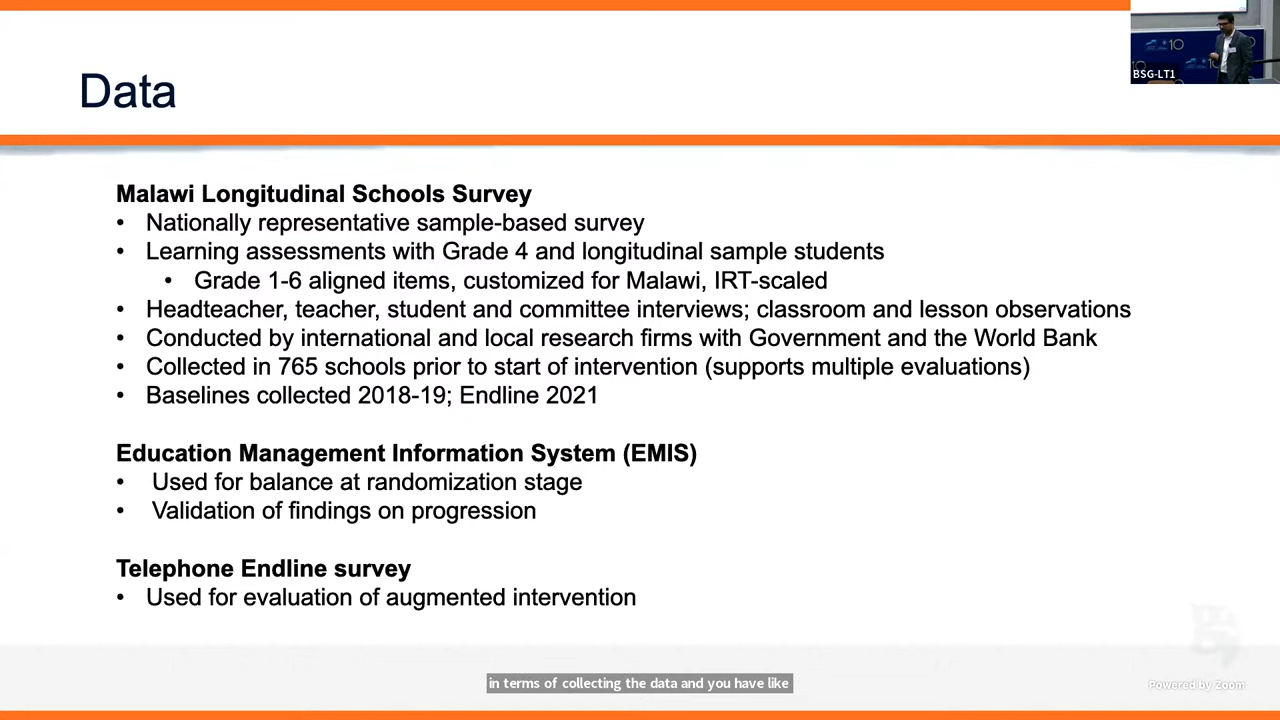 Data
10
BSG-LT1
Malawi Longitudinal Schools Survey
• Nationally representative sample-based survey
• Learning assessments with Grade 4 and longitudinal sample students
• Grade 1-6 aligned items, customized for Malawi, IRT-scaled
• Headteacher, teacher, student and committee interviews; classroom and lesson observations
• Conducted by international and local research firms with Government and the World Bank
• Collected in 765 schools prior to start of intervention (supports multiple evaluations)
• Baselines collected 2018-19; Endline 2021
Education Management Information System (EMIS)
• Used for balance at randomization stage
• Validation of findings on progression
Telephone Endline survey
• Used for evaluation of augmented intervention
in terms of collecting the data and you have like
Powered by Zoom